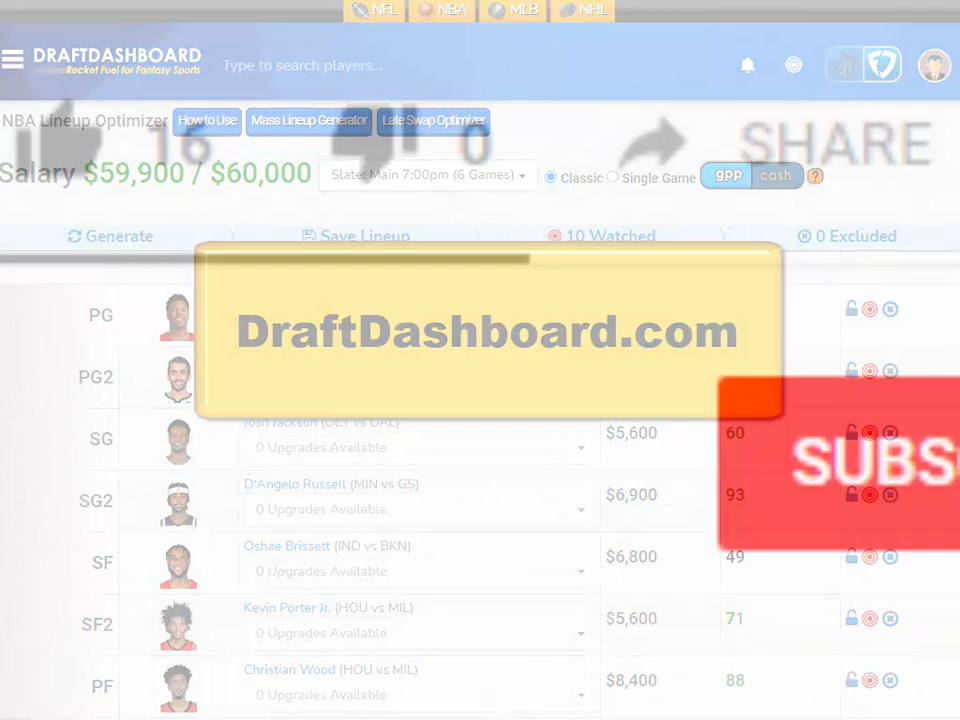 NFL NBA MLB NHL
DRAFTDASHBOARD
Rocket Fuel for Fantasy Sports
Type to search players...
NBA Lineup Optimizer How to Use Mass Lineup Generator Late Swap Optimizer
16 0 SHARE
Salary $59,900 / $60,000 Slate: Main 7:00pm (6 Games) Classic Single Game gpp cash ?
Generate Save Lineup 10 Watched 0 Excluded
PG
DraftDashboard.com
PG2
Josh Jackson (DET vs DAL)
SG 0 Upgrades Available $5,600 60
SUBSC
D'Angelo Russell (MIN vs GS)
SG2 0 Upgrades Available $6,900 93
Oshae Brissett (IND vs BKN)
SF 0 Upgrades Available $6,800 49
Kevin Porter Jr. (HOU vs MIL)
SF2 0 Upgrades Available $5,600 71
Christian Wood (HOU vs MIL)
PF 0 Upgrades Available $8,400 88